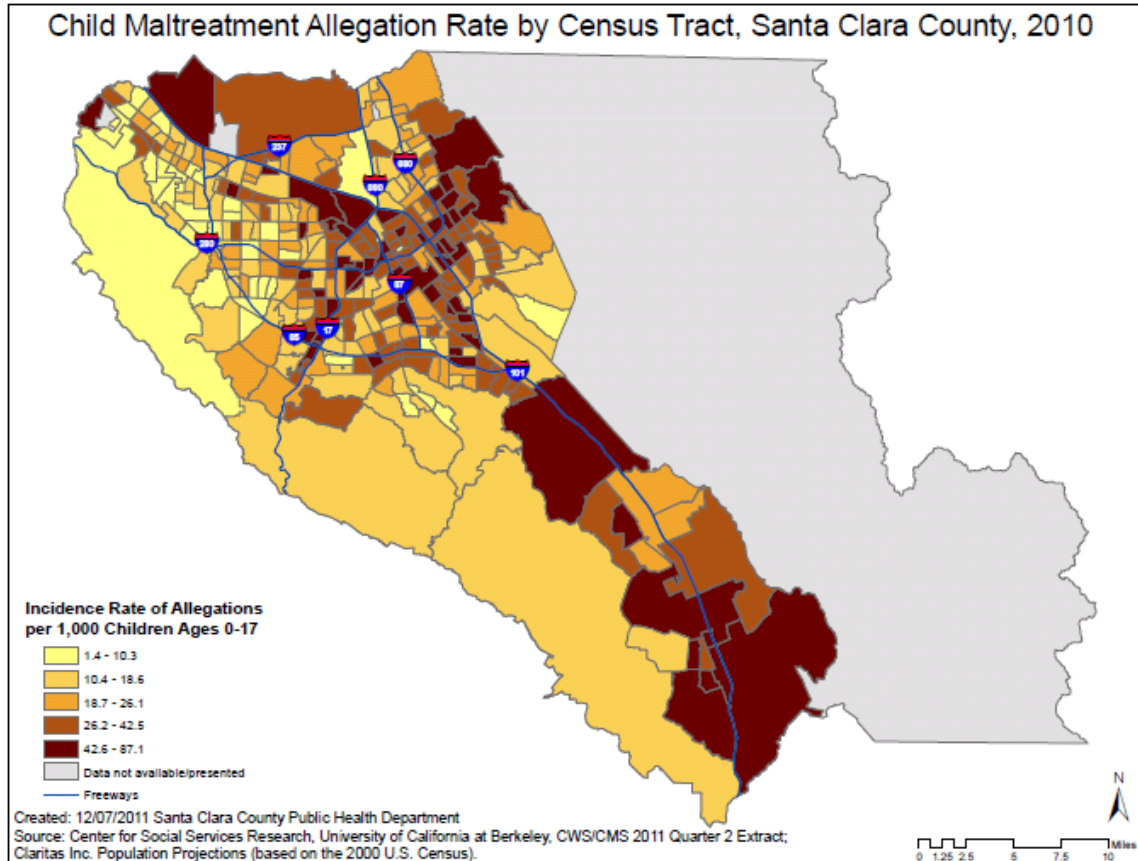 Child Maltreatment Allegation Rate by Census Tract, Santa Clara County, 2010
237
680
880
280
87
85
17
101
Incidence Rate of Allegations
per 1,000 Children Ages 0-17
1.4 - 10.3
10.4 - 18.6
18.7 - 26.1
26.2 - 42.5
42.6 - 87.1
Data not available/presented
Freeways
N
Created: 12/07/2011 Santa Clara County Public Health Department
Source: Center for Social Services Research, University of California at Berkeley, CWS/CMS 2011 Quarter 2 Extract;
Claritas Inc. Population Projections (based on the 2000 U.S. Census).
Miles
0 1.25 2.5 5 7.5 10